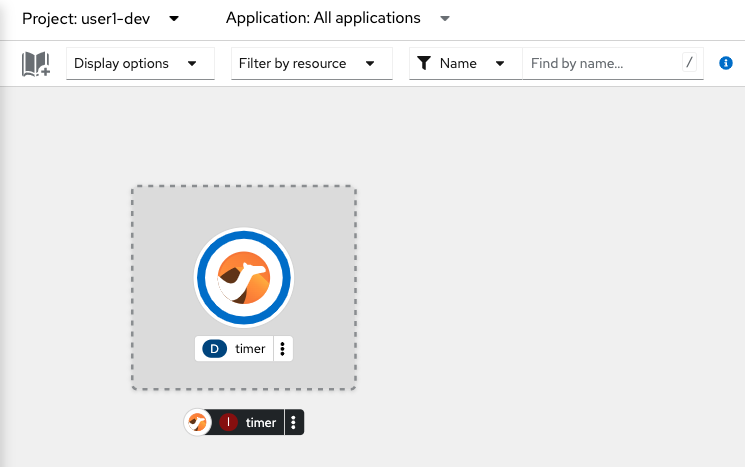 Project: user1-dev Application: All applications
Display options Filter by resource Name Find by name... /
D timer
I timer